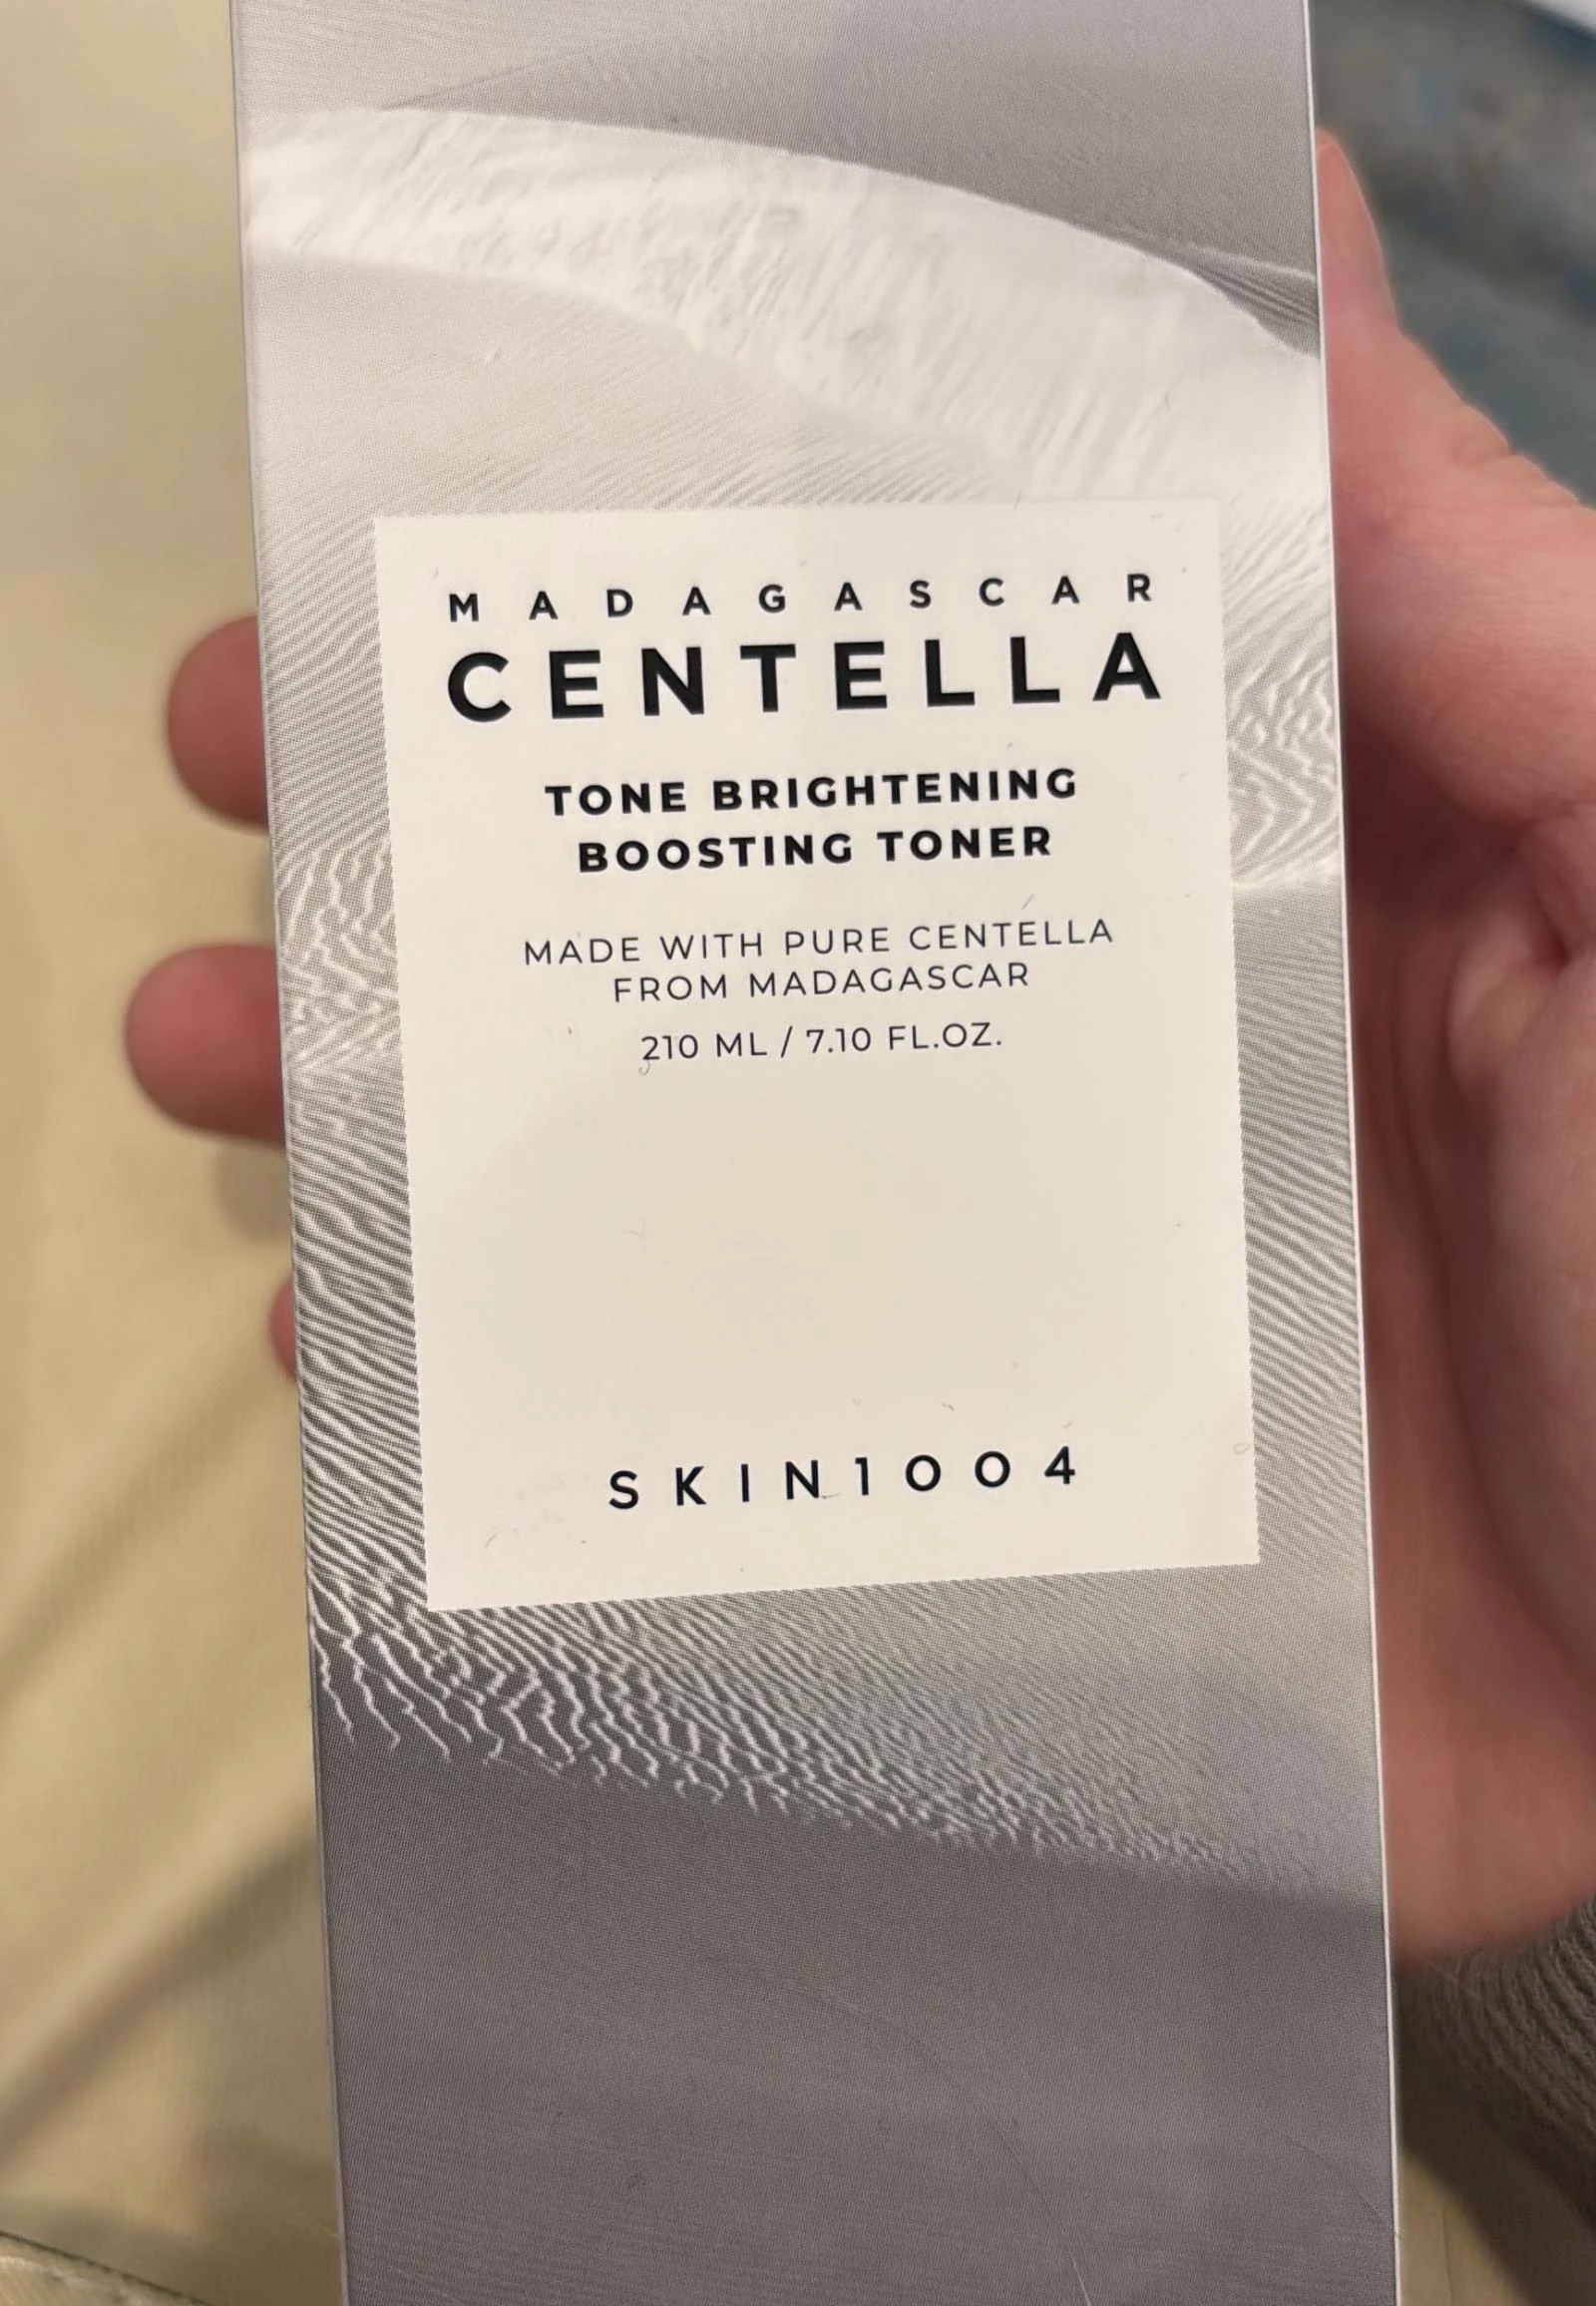 MADAGASCAR
CENTELLA
TONE BRIGHTENING
BOOSTING TONER
MADE WITH PURE CENTELLA
FROM MADAGASCAR
210 ML / 7.10 FL.OZ.
SKIN1004